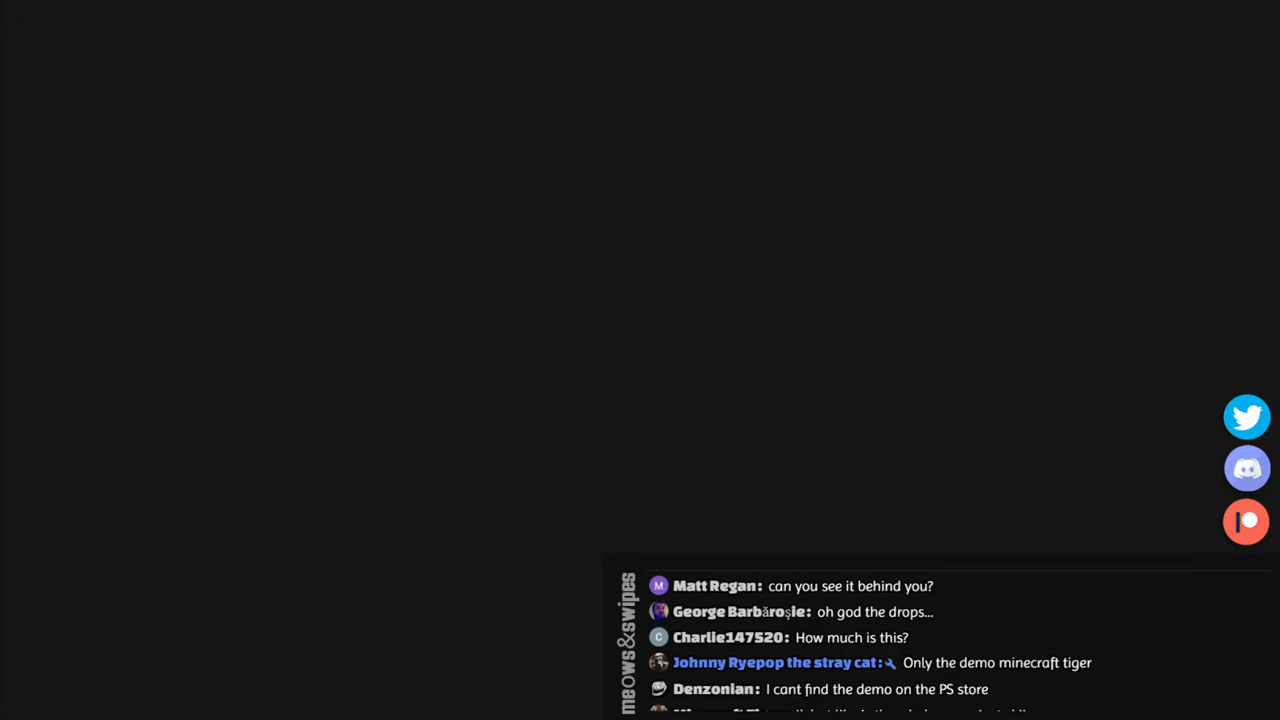 meows&swipes
Matt Regan: can you see it behind you?
George Barbăroșie: oh god the drops...
Charlie147520: How much is this?
Johnny Ryepop the stray cat: Only the demo minecraft tiger
Denzonian: I cant find the demo on the PS store